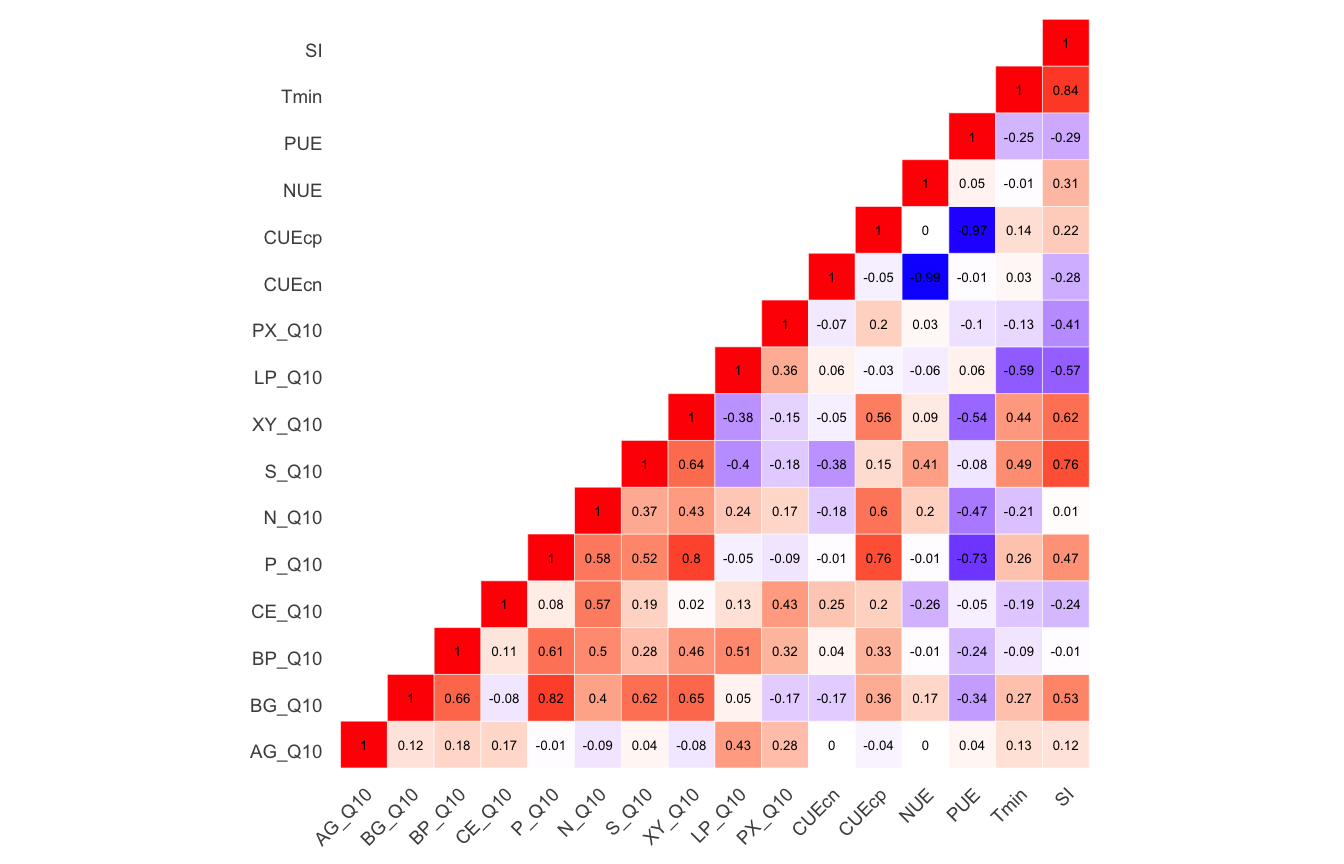 SI 1
Tmin 1 0.84
PUE 1 -0.25 -0.29
NUE 1 0.05 -0.01 0.31
CUEcp 1 0 -0.97 0.14 0.22
CUEcn 1 -0.05 -0.99 -0.01 0.03 -0.28
PX_Q10 1 -0.07 0.2 0.03 -0.1 -0.13 -0.41
LP_Q10 1 0.36 0.06 -0.03 -0.06 0.06 -0.59 -0.57
XY_Q10 1 -0.38 -0.15 -0.05 0.56 0.09 -0.54 0.44 0.62
S_Q10 1 0.64 -0.4 -0.18 -0.38 0.15 0.41 -0.08 0.49 0.76
N_Q10 1 0.37 0.43 0.24 0.17 -0.18 0.6 0.2 -0.47 -0.21 0.01
P_Q10 1 0.58 0.52 0.8 -0.05 -0.09 -0.01 0.76 -0.01 -0.73 0.26 0.47
CE_Q10 1 0.08 0.57 0.19 0.02 0.13 0.43 0.25 0.2 -0.26 -0.05 -0.19 -0.24
BP_Q10 1 0.11 0.61 0.5 0.28 0.46 0.51 0.32 0.04 0.33 -0.01 -0.24 -0.09 -0.01
BG_Q10 1 0.66 -0.08 0.82 0.4 0.62 0.65 0.05 -0.17 -0.17 0.36 0.17 -0.34 0.27 0.53
AG_Q10 1 0.12 0.18 0.17 -0.01 -0.09 0.04 -0.08 0.43 0.28 0 -0.04 0 0.04 0.13 0.12
AG_Q10 BG_Q10 BP_Q10 CE_Q10 P_Q10 N_Q10 S_Q10 XY_Q10 LP_Q10 PX_Q10 CUEcn CUEcp NUE PUE Tmin SI